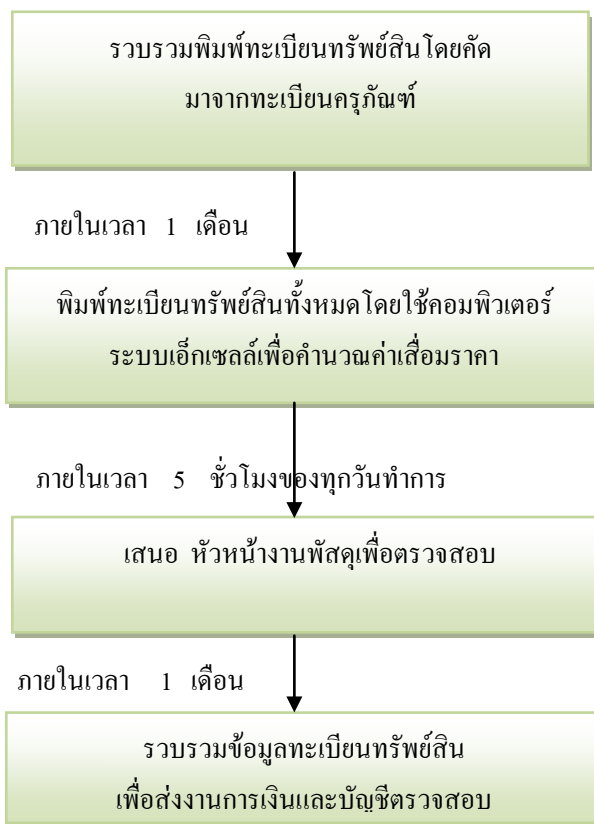 รวบรวมพิมพ์ทะเบียนทรัพย์สินโดยคัด
มาจากทะเบียนครุภัณฑ์
ภายในเวลา 1 เดือน
พิมพ์ทะเบียนทรัพย์สินทั้งหมดโดยใช้คอมพิวเตอร์
ระบบเอ็กเซลล์เพื่อคำนวณค่าเสื่อมราคา
ภายในเวลา 5 ชั่วโมงของทุกวันทำการ
เสนอ หัวหน้างานพัสดุเพื่อตรวจสอบ
ภายในเวลา 1 เดือน
รวบรวมข้อมูลทะเบียนทรัพย์สิน
เพื่อส่งงานการเงินและบัญชีตรวจสอบ